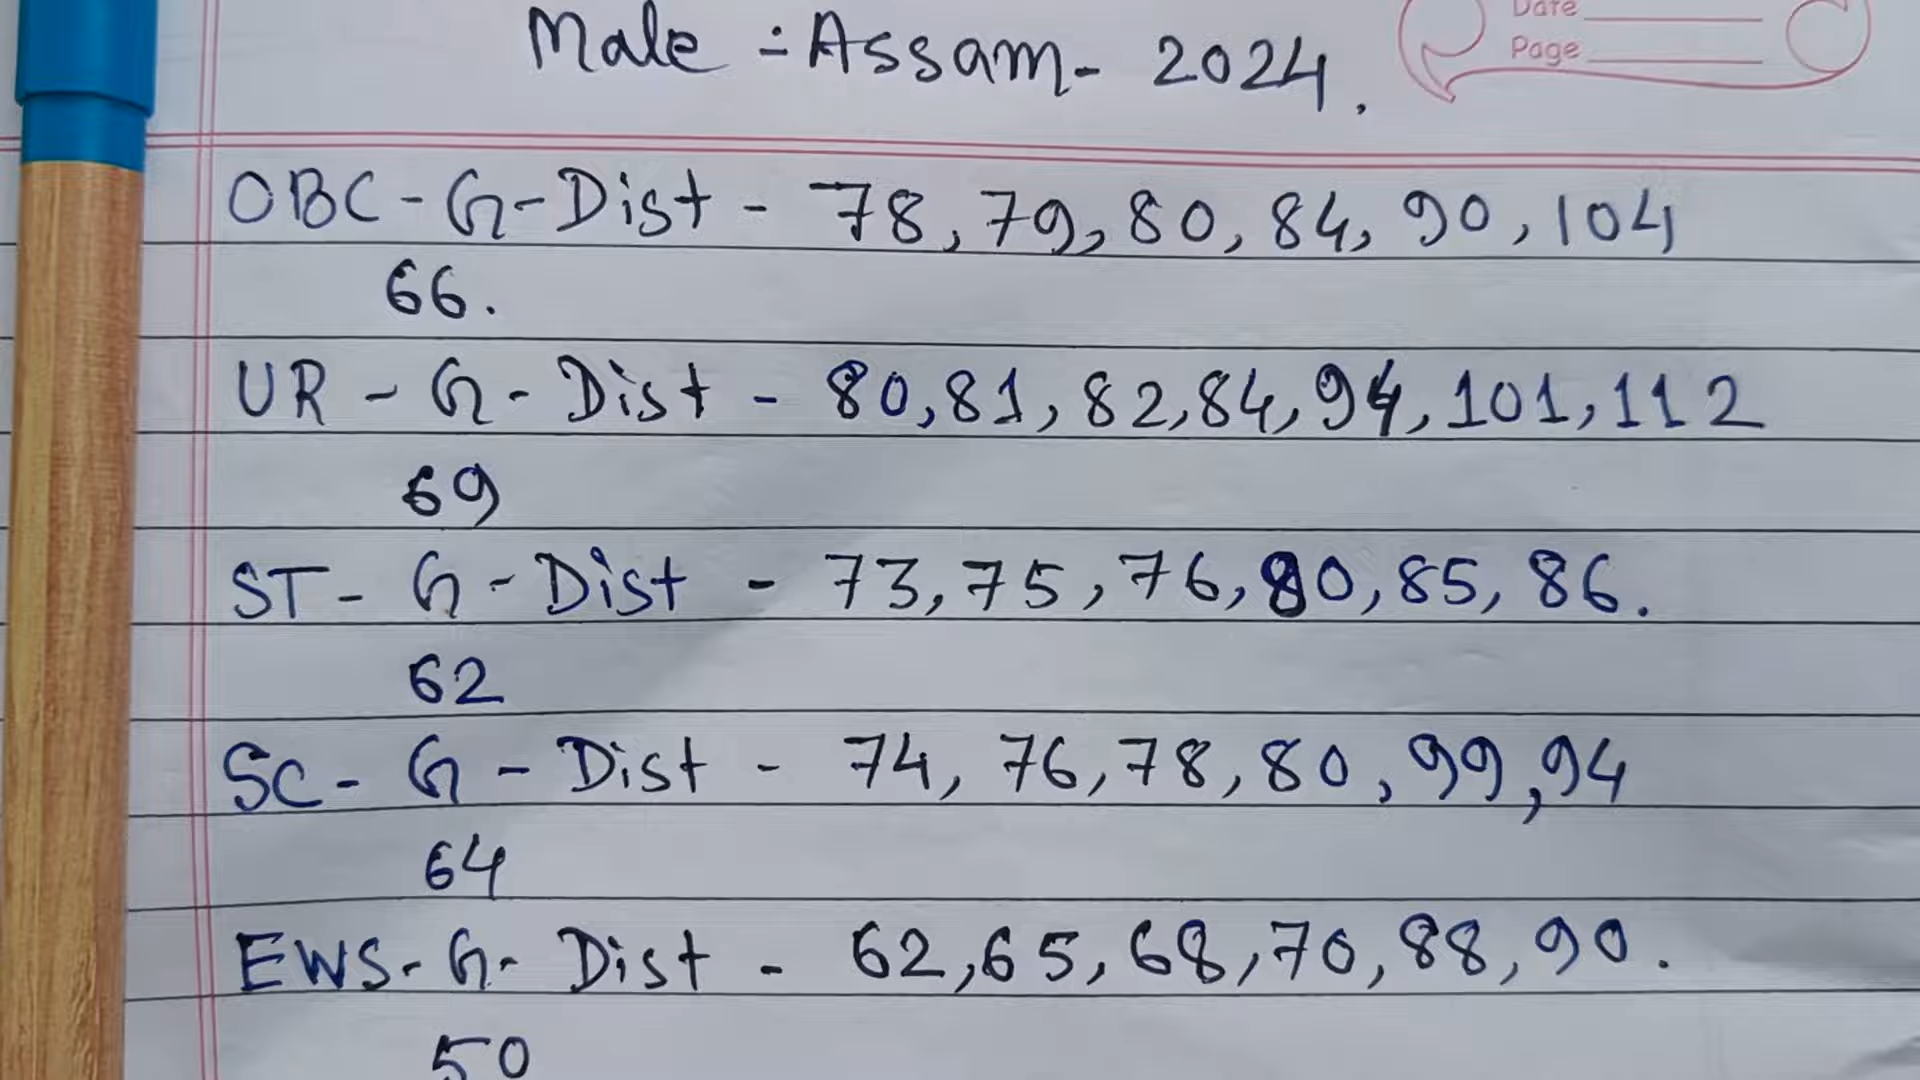 Date
Page
Male :- Assam - 2024.
OBC - G - Dist - 78, 79, 80, 84, 90, 104
66.
UR - G - Dist - 80, 81, 82, 84, 94, 101, 112
69
ST - G - Dist - 73, 75, 76, 80, 85, 86.
62
SC - G - Dist - 74, 76, 78, 80, 99, 94
64
EWS - G - Dist - 62, 65, 68, 70, 88, 90.
50